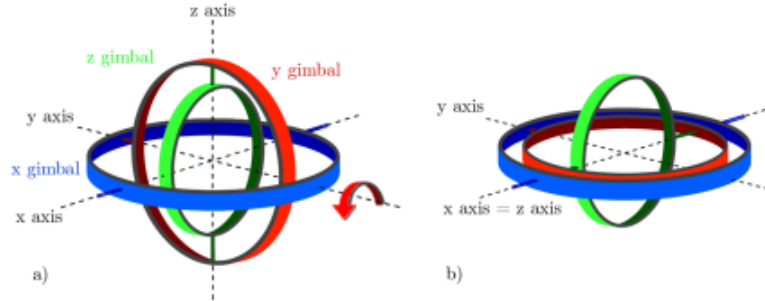 z axis
z gimbal
y gimbal
y axis
x gimbal
x axis
a)
y axis
x axis = z axis
b)